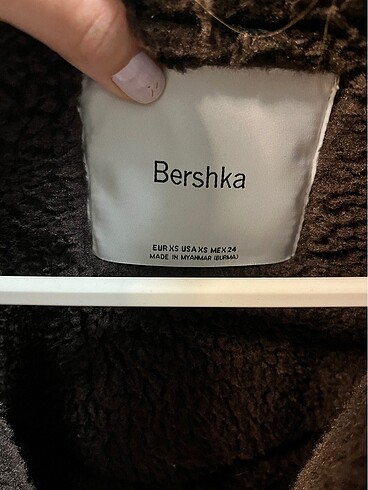 Bershka
EUR XS USA XS MEX 24
MADE IN MYANMAR (BURMA)